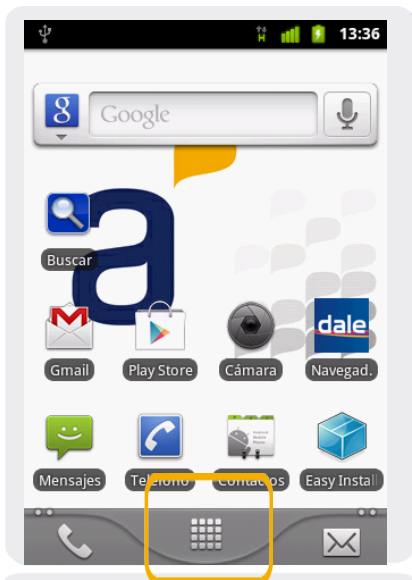 H
13:36
g
Google
a
Buscar
dale
Gmail
Play Store
Cámara
Navegad.
Mensajes
Teléfono
Contactos
Easy Install